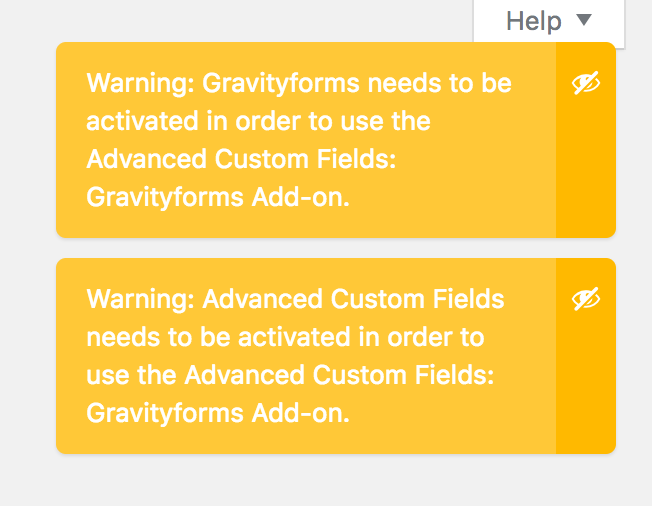 Help
Warning: Gravityforms needs to be
activated in order to use the
Advanced Custom Fields:
Gravityforms Add-on.
Warning: Advanced Custom Fields
needs to be activated in order to
use the Advanced Custom Fields:
Gravityforms Add-on.